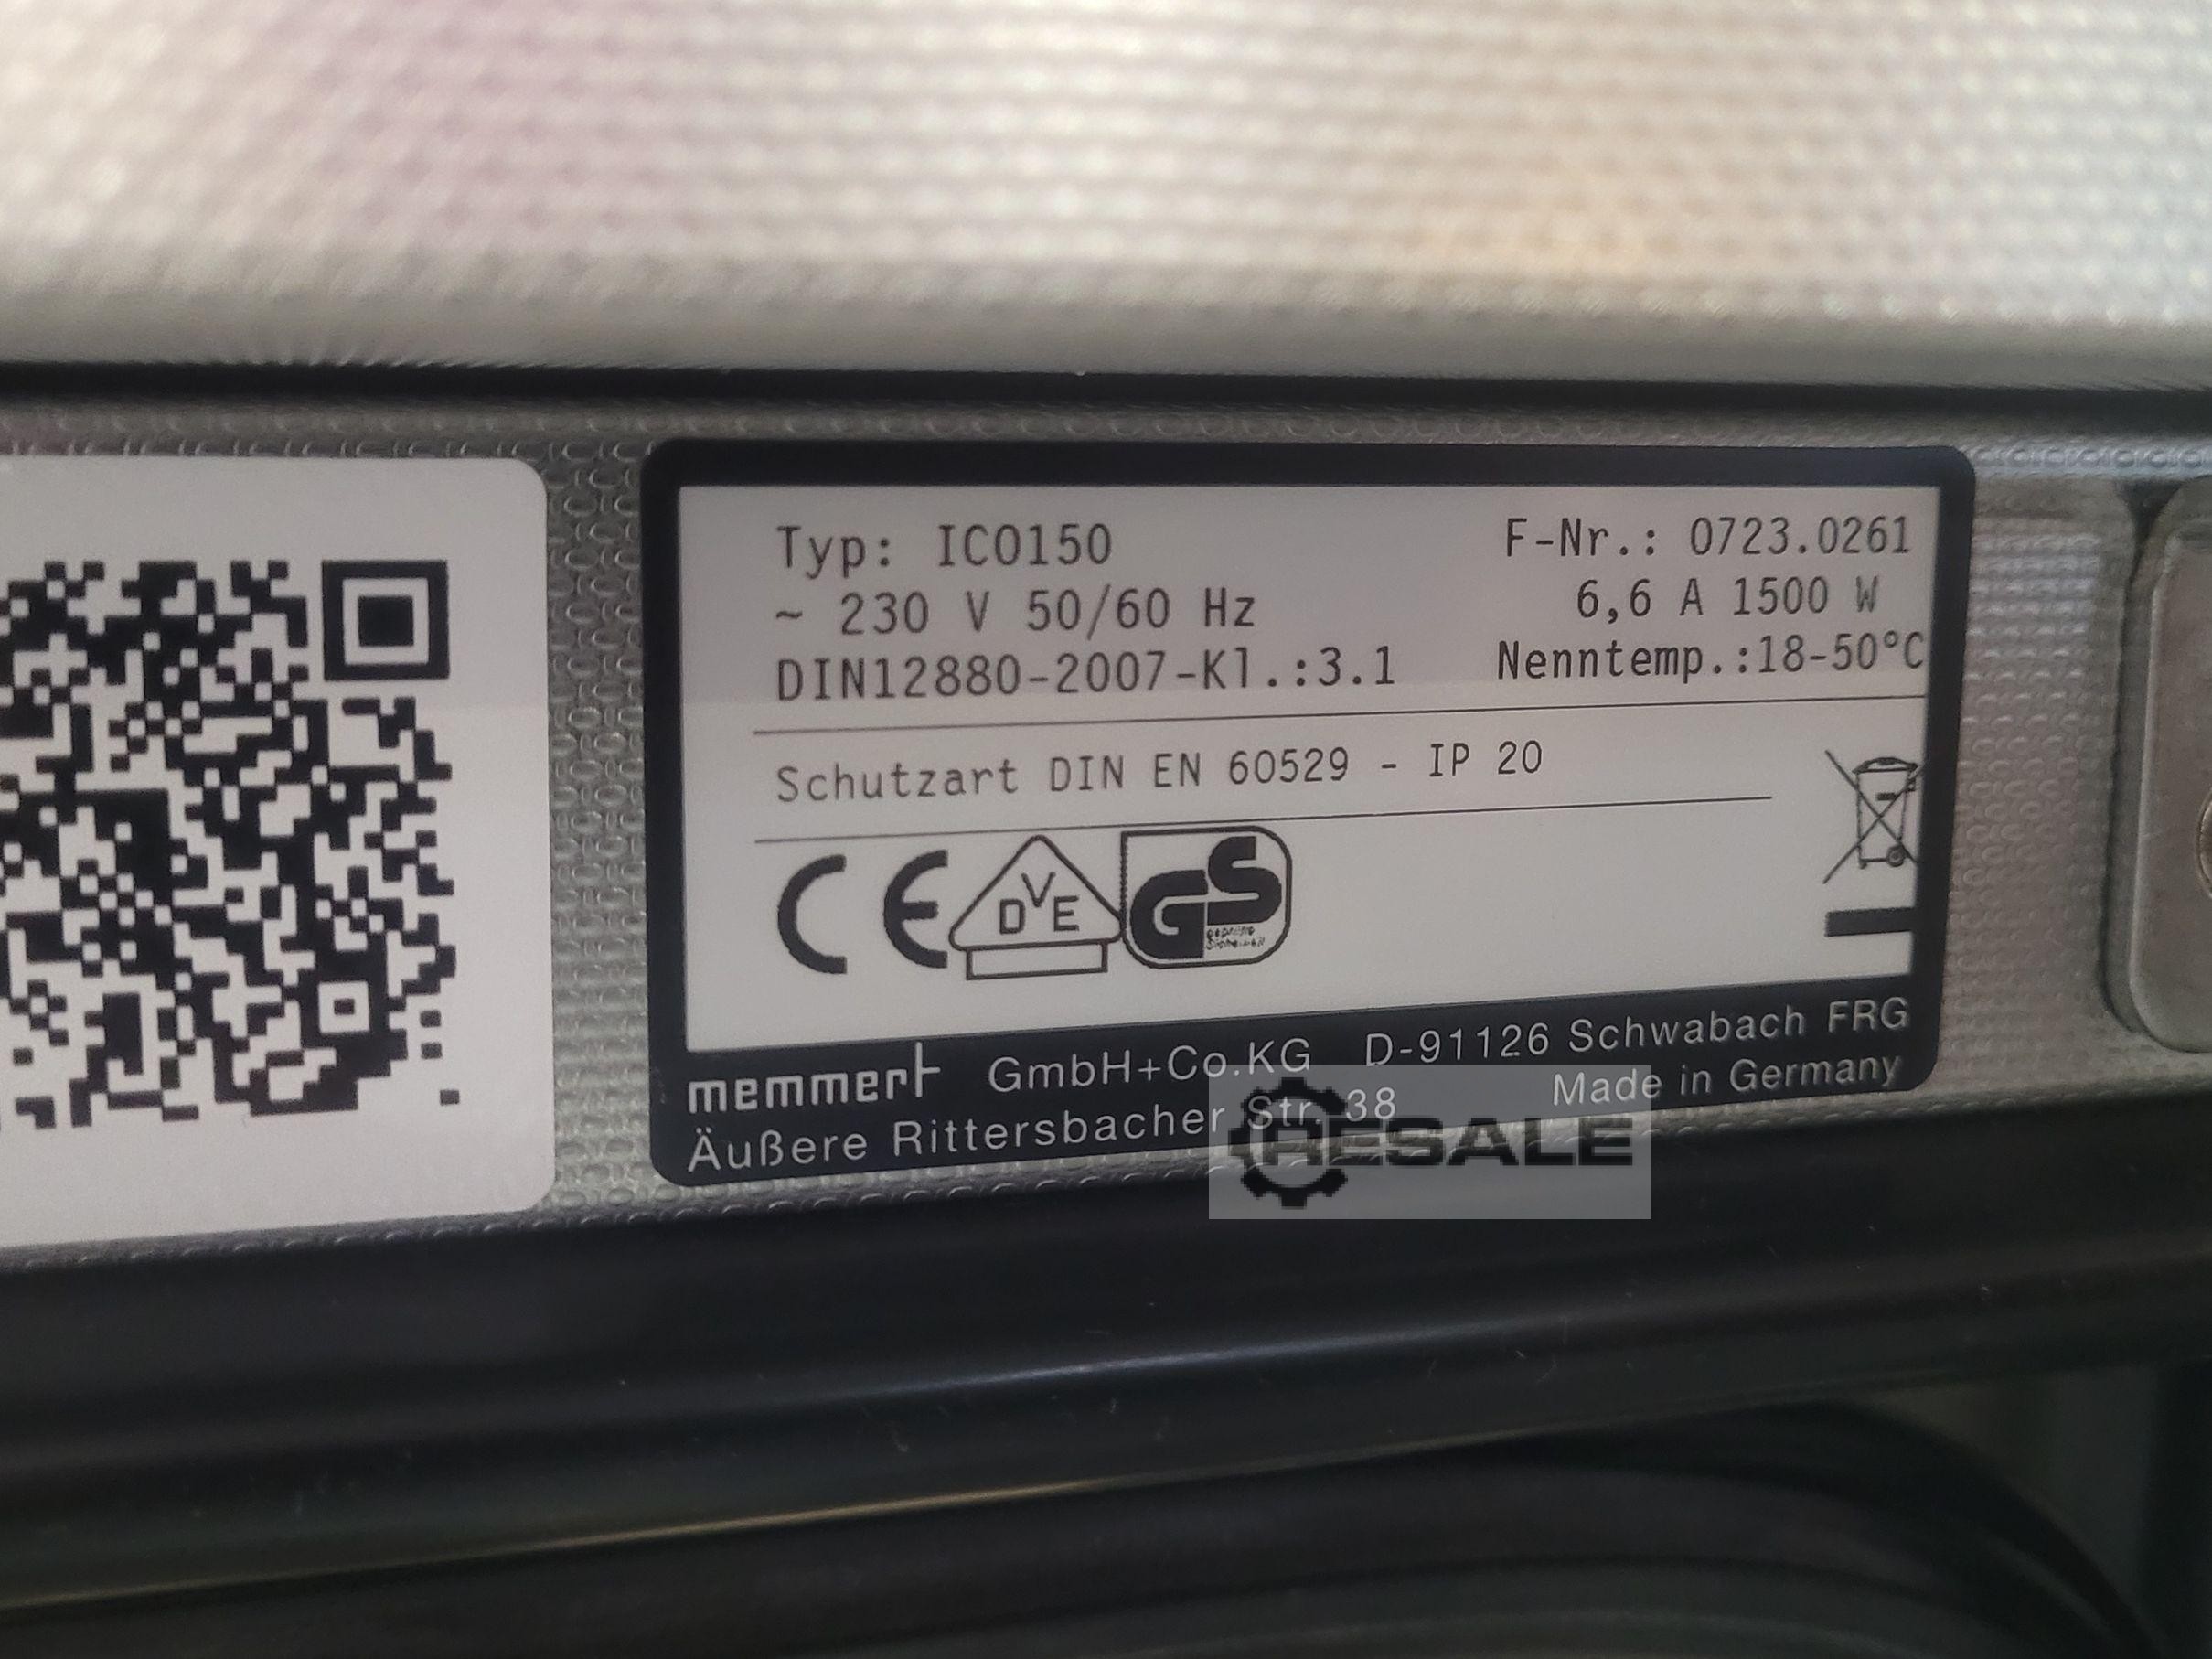 Typ: ICO150
F-Nr.: 0723.0261
~ 230 V 50/60 Hz
6,6 A 1500 W
DIN12880-2007-Kl.:3.1
Nenntemp.:18-50°C
Schutzart DIN EN 60529 - IP 20
CE DVE GS
memmert GmbH+Co.KG D-91126 Schwabach FRG
Äußere Rittersbacher Str. 38 Made in Germany
RESALE